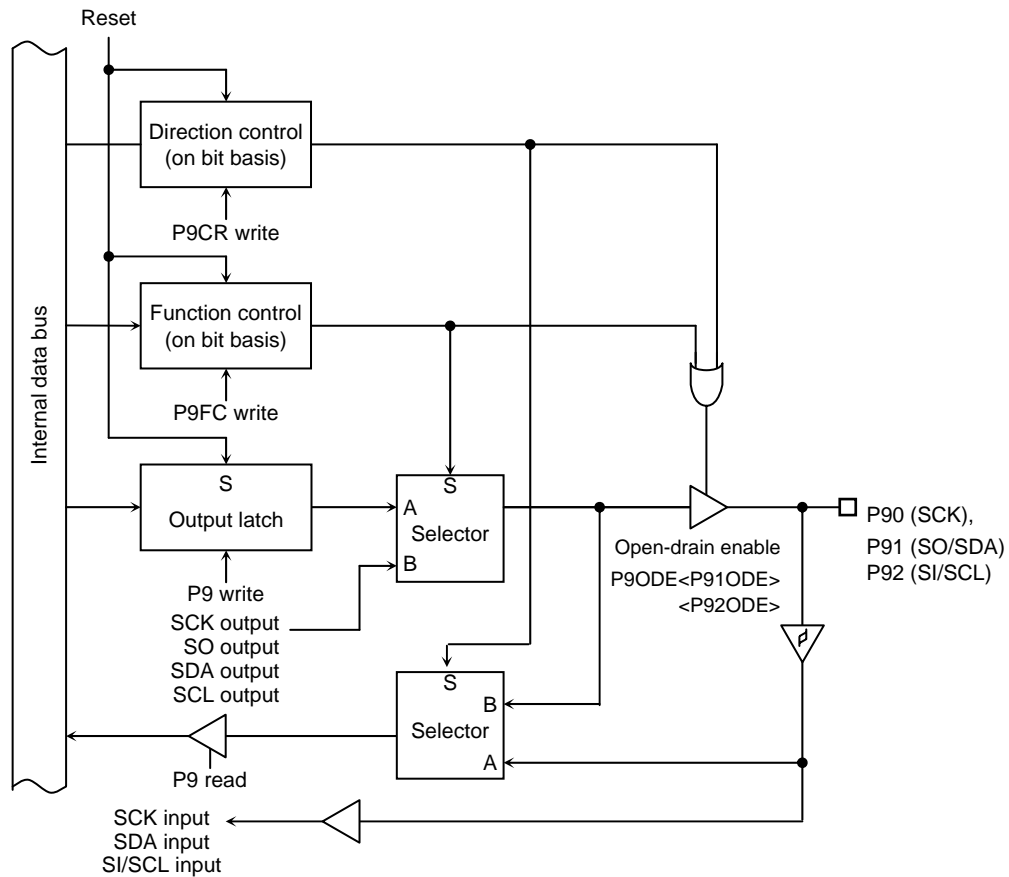 Reset
Direction control
(on bit basis)
P9CR write
Internal data bus
Function control
(on bit basis)
P9FC write
S
Output latch
P9 write
A
S
Selector
B
SCK output
SO output
SDA output
SCL output
Open-drain enable
P9ODE<P91ODE>
<P92ODE>
P90 (SCK),
P91 (SO/SDA)
P92 (SI/SCL)
S
B
Selector
A
P9 read
SCK input
SDA input
SI/SCL input